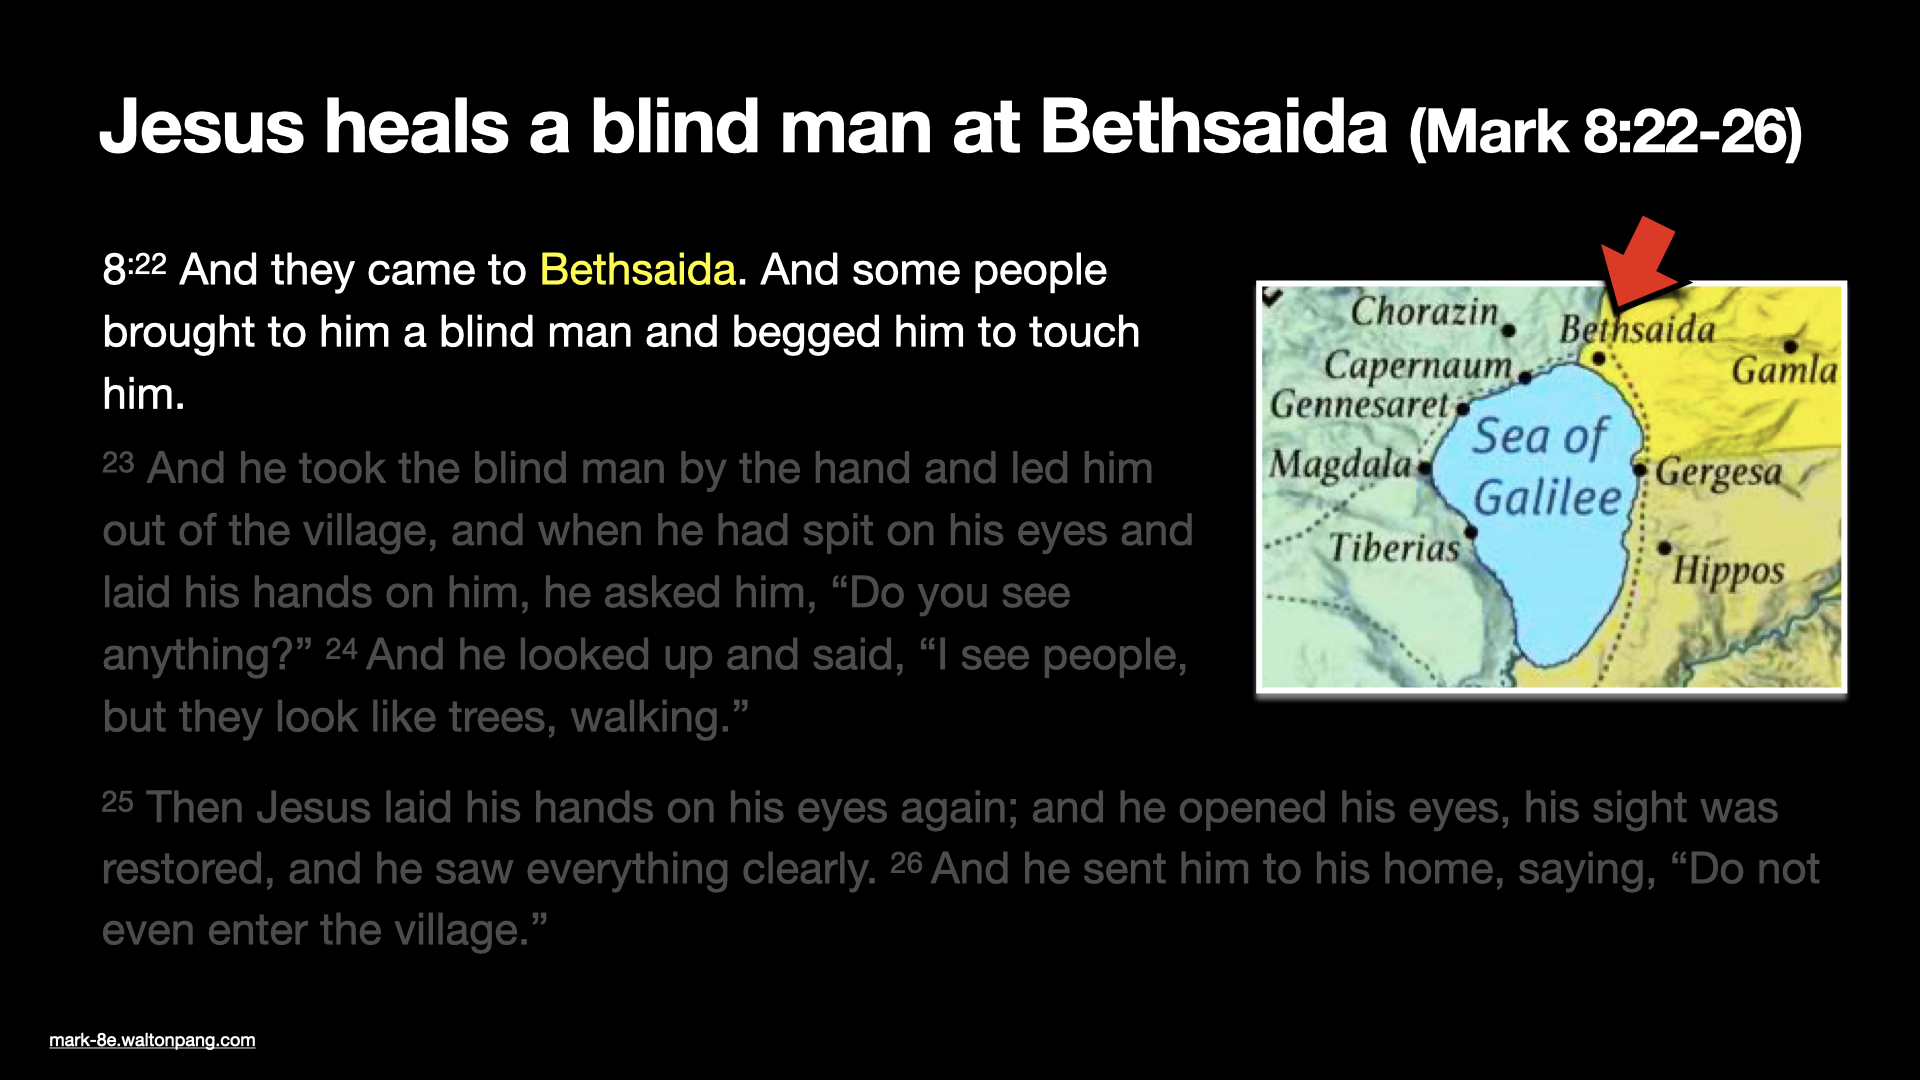 Jesus heals a blind man at Bethsaida (Mark 8:22-26)
8:22 And they came to Bethsaida. And some people
brought to him a blind man and begged him to touch
him.
23 And he took the blind man by the hand and led him
out of the village, and when he had spit on his eyes and
laid his hands on him, he asked him, “Do you see
anything?” 24 And he looked up and said, “I see people,
but they look like trees, walking.”
25 Then Jesus laid his hands on his eyes again; and he opened his eyes, his sight was
restored, and he saw everything clearly. 26 And he sent him to his home, saying, “Do not
even enter the village.”
Chorazin
Bethsaida
Capernaum
Gamla
Gennesaret
Sea of
Galilee
Magdala
Gergesa
Tiberias
Hippos
mark-8e.waltonpang.com